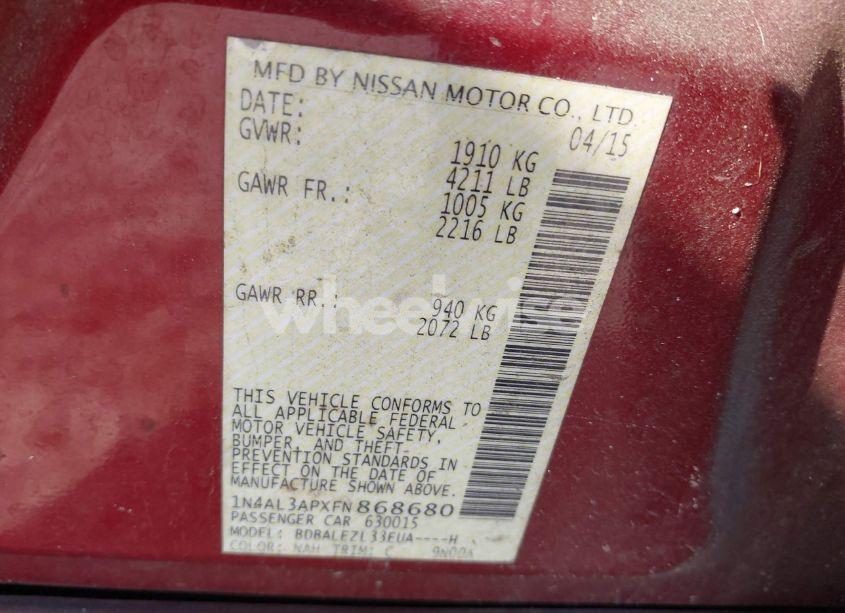 MFD BY NISSAN MOTOR CO., LTD.
DATE: 04/15
GVWR: 1910 KG
4211 LB
GAWR FR.: 1005 KG
2216 LB
GAWR RR.: 940 KG
2072 LB
wheelwise
THIS VEHICLE CONFORMS TO
ALL APPLICABLE FEDERAL
MOTOR VEHICLE SAFETY,
BUMPER, AND THEFT
PREVENTION STANDARDS IN
EFFECT ON THE DATE OF
MANUFACTURE SHOWN ABOVE.
1N4AL3APXFN868680
PASSENGER CAR 630015
MODEL: BDBALEZL33EUA----H
COLOR: NAH TRIM: C 9N00A